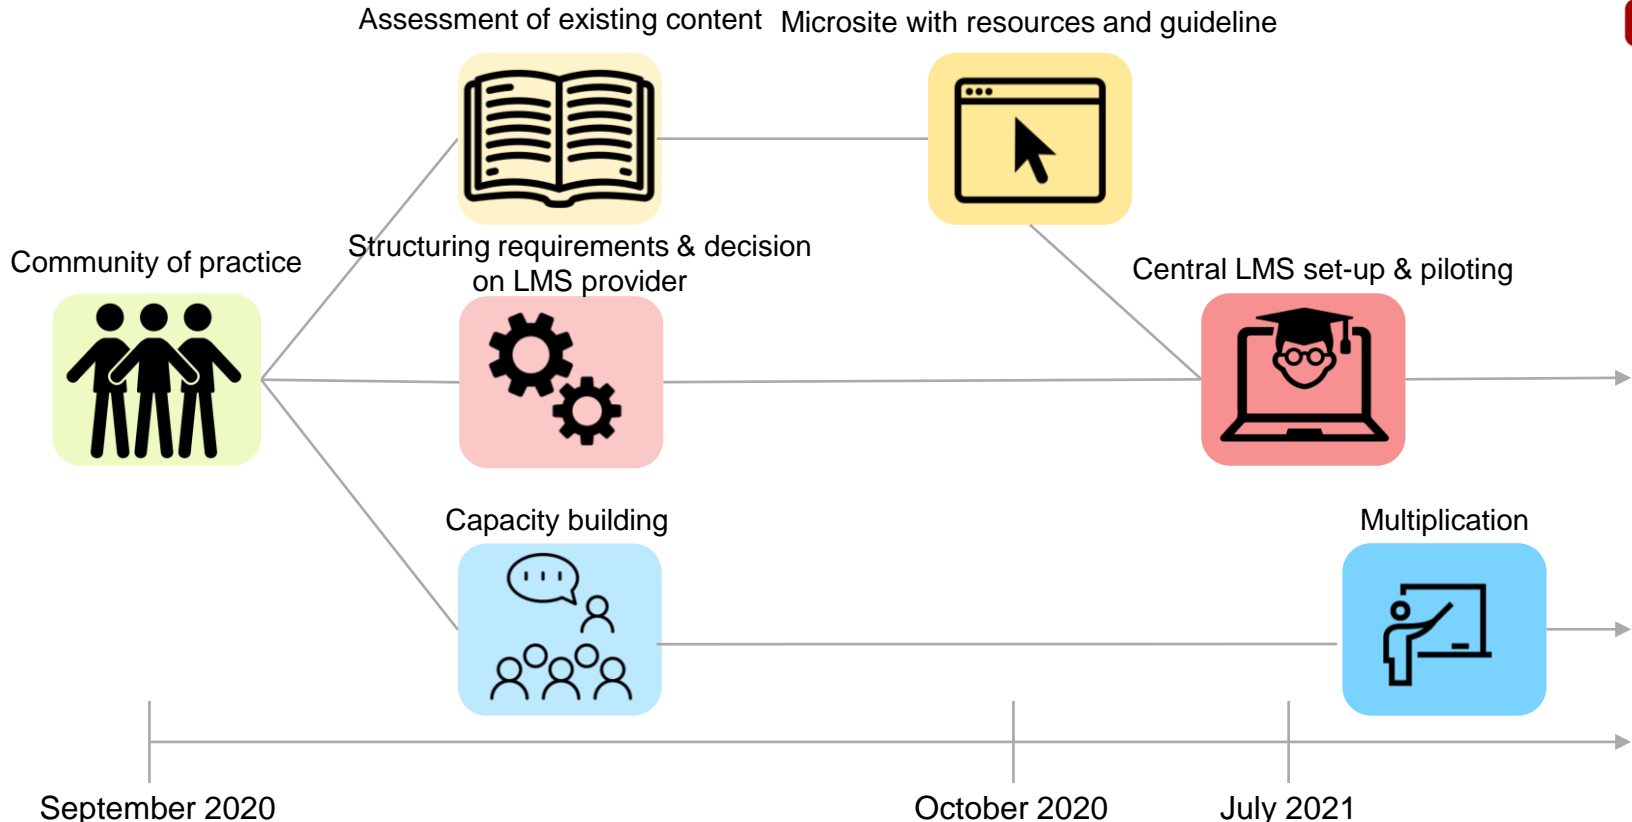 Assessment of existing content
Microsite with resources and guideline
Community of practice
Structuring requirements & decision
on LMS provider
Central LMS set-up & piloting
Capacity building
Multiplication
September 2020
October 2020
July 2021